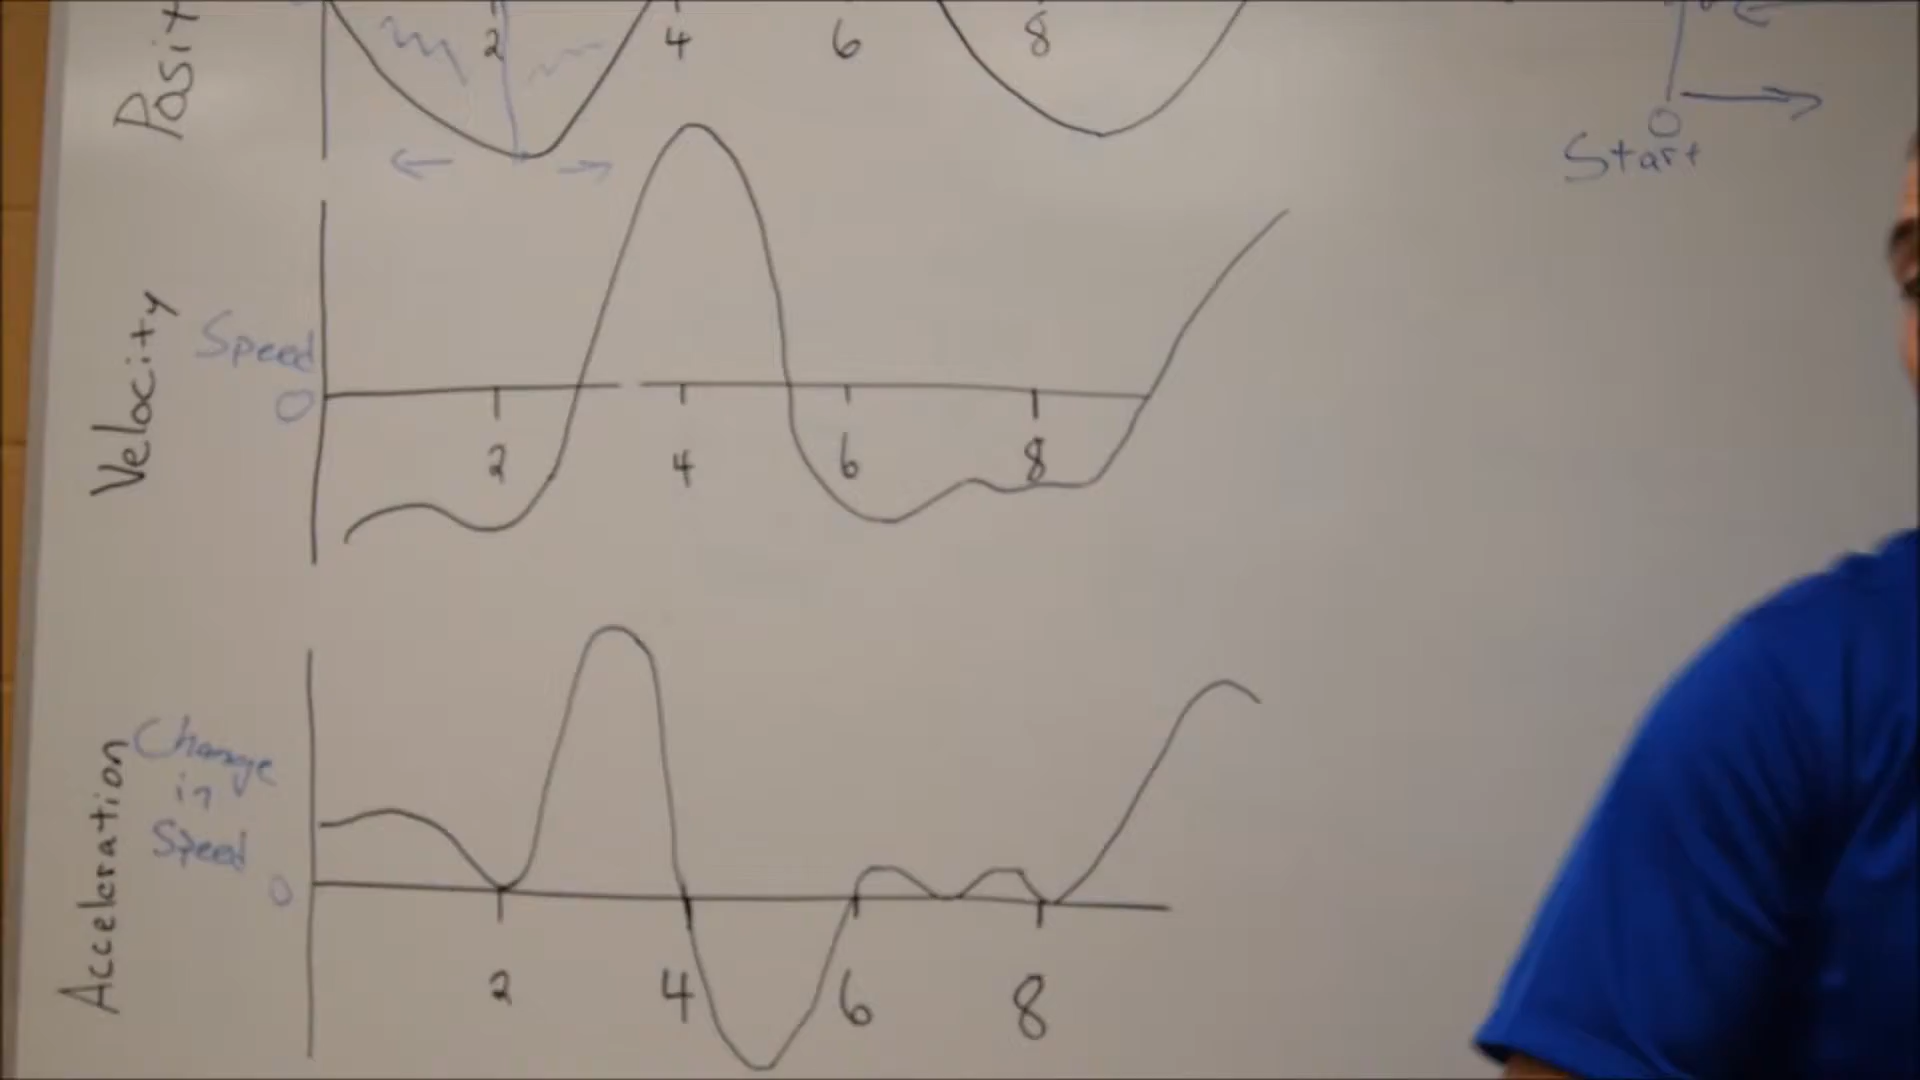 Posit
2 4 6 8
0
Start
Velocity
Speed
0
2 4 6 8
Acceleration
Change
in
Speed
0
2 4 6 8